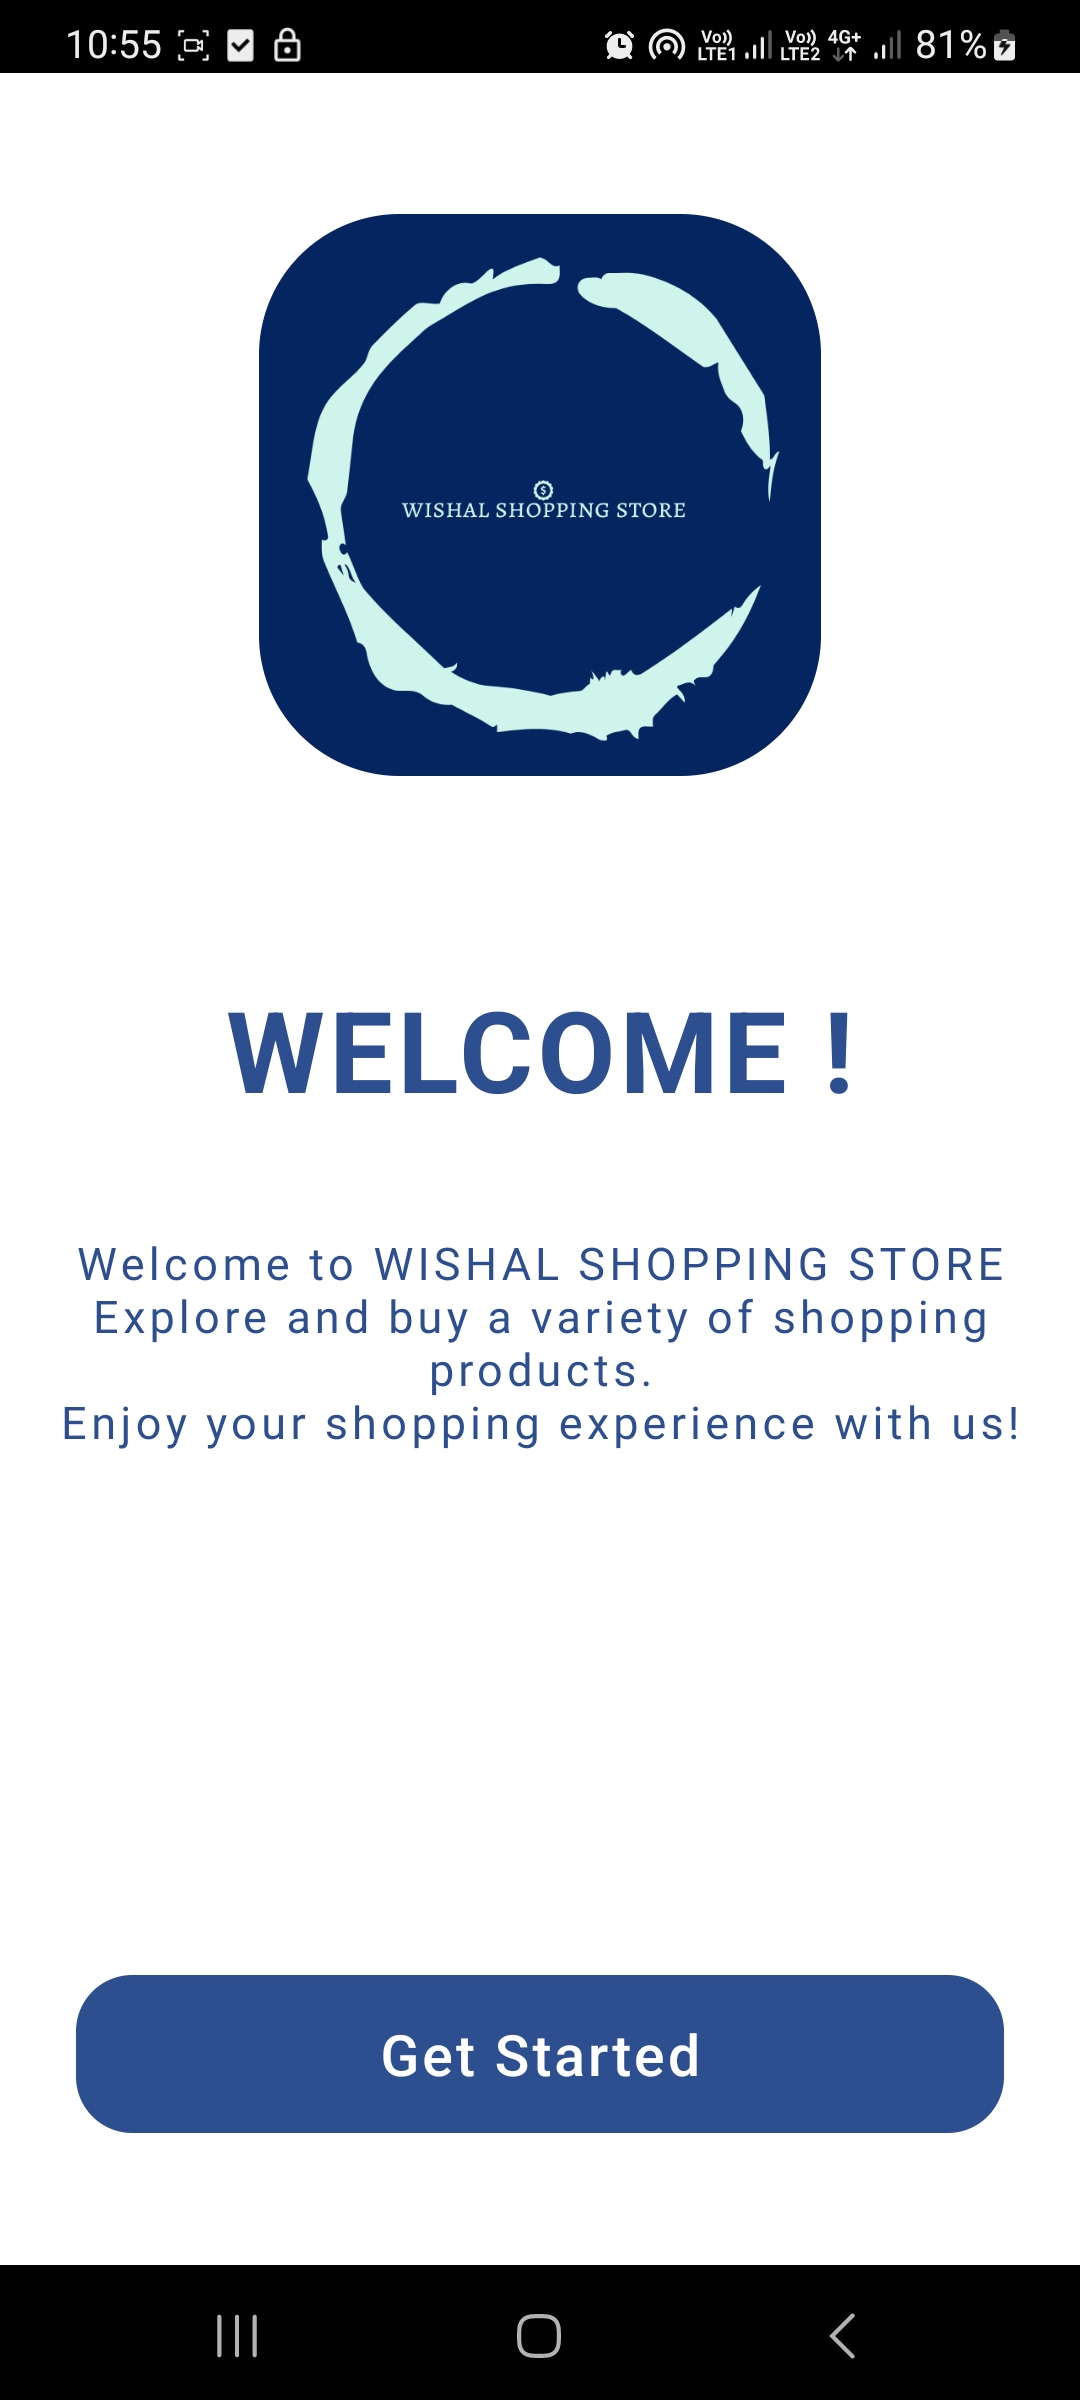 10:55 Vo)) LTE1 Vo)) LTE2 4G+ 81%
$
WISHAL SHOPPING STORE
WELCOME !
Welcome to WISHAL SHOPPING STORE
Explore and buy a variety of shopping
products.
Enjoy your shopping experience with us!
Get Started